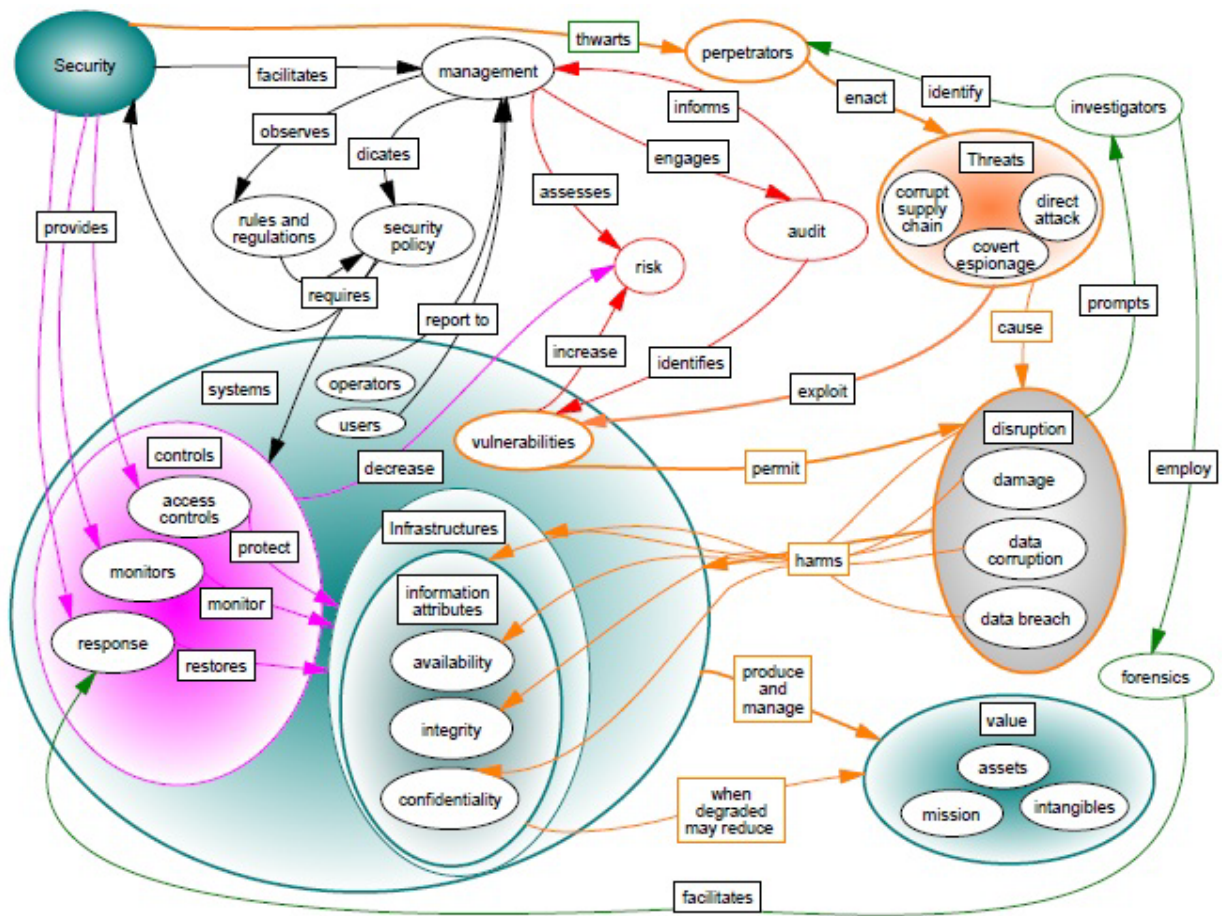 thwarts
perpetrators
Security
facilitates
management
identify
investigators
enact
informs
observes
dicates
engages
Threats
corrupt
supply
chain
direct
attack
covert
espionage
assesses
provides
rules and
regulations
security
policy
audit
risk
requires
report to
prompts
cause
increase
identifies
systems
operators
exploit
users
vulnerabilities
disruption
controls
decrease
permit
employ
damage
access
controls
Infrastructures
protect
harms
data
corruption
monitors
information
attributes
monitor
data breach
response
restores
availability
produce
and
manage
forensics
integrity
value
assets
when
degraded
may reduce
confidentiality
mission
intangibles
facilitates